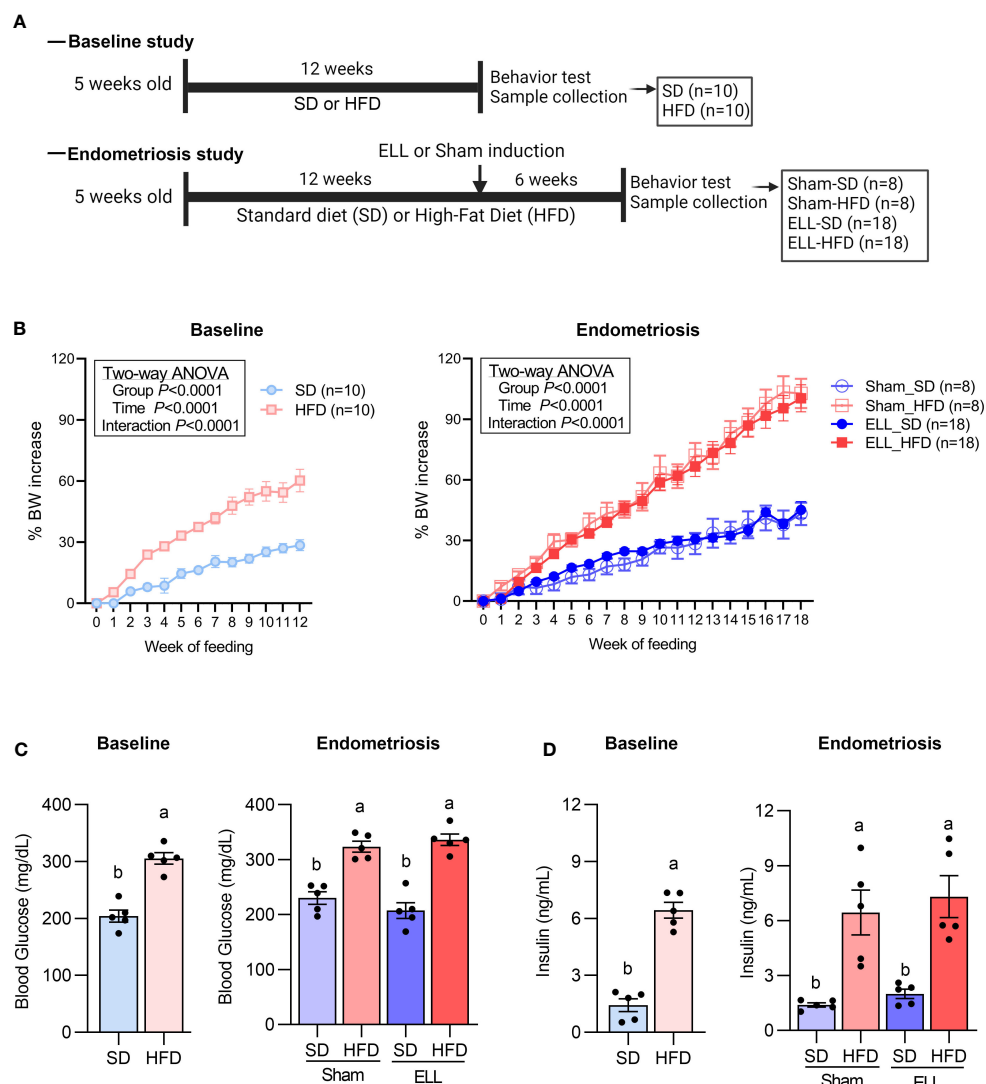 A
Baseline study
5 weeks old
12 weeks
SD or HFD
Behavior test
Sample collection
SD (n=10)
HFD (n=10)
Endometriosis study
ELL or Sham induction
5 weeks old
12 weeks
6 weeks
Standard diet (SD) or High-Fat Diet (HFD)
Behavior test
Sample collection
Sham-SD (n=8)
Sham-HFD (n=8)
ELL-SD (n=18)
ELL-HFD (n=18)
B
Baseline
Two-way ANOVA
Group P<0.0001
Time P<0.0001
Interaction P<0.0001
SD (n=10)
HFD (n=10)
% BW increase
120
90
60
30
0
0 1 2 3 4 5 6 7 8 9 10 11 12
Week of feeding
Endometriosis
Two-way ANOVA
Group P<0.0001
Time P<0.0001
Interaction P<0.0001
Sham_SD (n=8)
Sham_HFD (n=8)
ELL_SD (n=18)
ELL_HFD (n=18)
% BW increase
120
90
60
30
0
0 1 2 3 4 5 6 7 8 9 10 11 12 13 14 15 16 17 18
Week of feeding
C
Baseline
Blood Glucose (mg/dL)
400
300
200
100
0
b
a
SD HFD
Endometriosis
Blood Glucose (mg/dL)
400
300
200
100
0
b
a
b
a
SD HFD SD HFD
Sham ELL
D
Baseline
Insulin (ng/mL)
12
9
6
3
0
b
a
SD HFD
Endometriosis
Insulin (ng/mL)
12
9
6
3
0
b
a
b
a
SD HFD SD HFD
Sham ELL